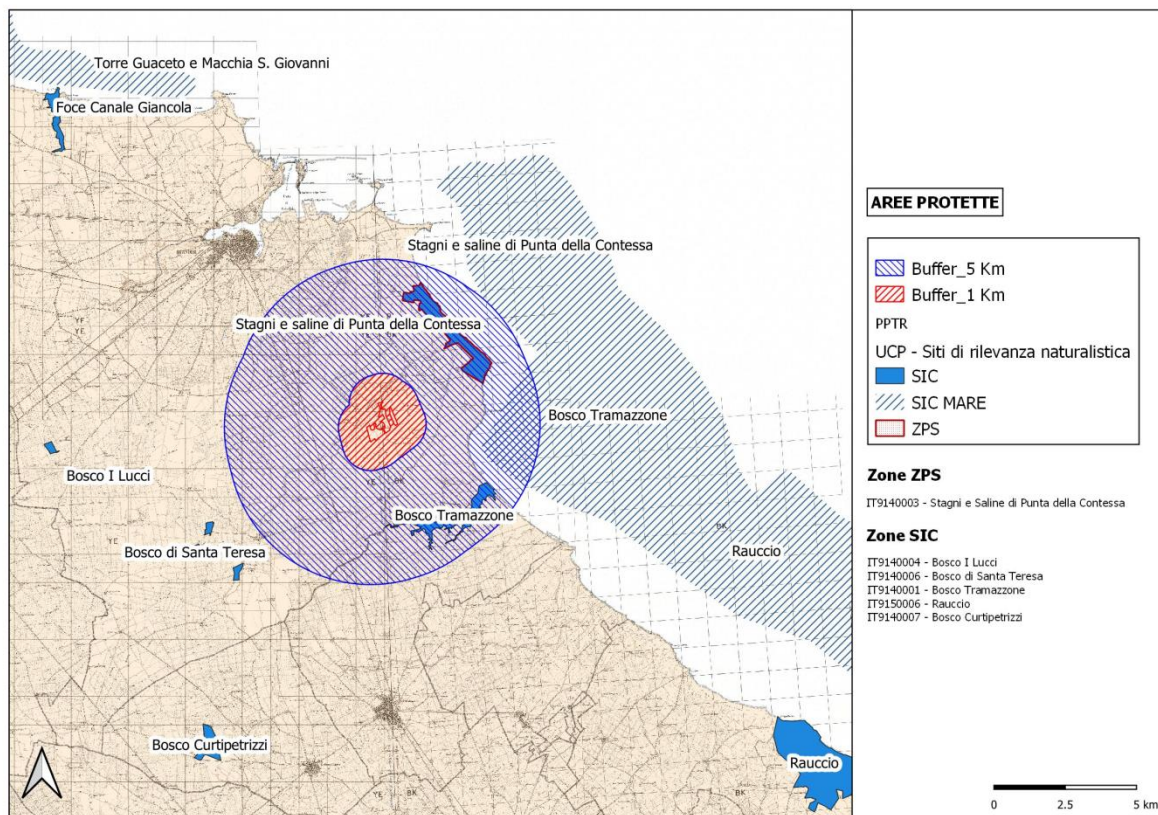 Torre Guaceto e Macchia S. Giovanni
Foce Canale Giancola
Stagni e saline di Punta della Contessa
Stagni e saline di Punta della Contessa
Bosco Tramazzone
Bosco I Lucci
Bosco Tramazzone
Bosco di Santa Teresa
Rauccio
Bosco Curtipetrizzi
Rauccio
AREE PROTETTE
Buffer_5 Km
Buffer_1 Km
PPTR
UCP - Siti di rilevanza naturalistica
SIC
SIC MARE
ZPS
Zone ZPS
IT9140003 - Stagni e Saline di Punta della Contessa
Zone SIC
IT9140004 - Bosco I Lucci
IT9140006 - Bosco di Santa Teresa
IT9140001 - Bosco Tramazzone
IT9150006 - Rauccio
IT9140007 - Bosco Curtipetrizzi
0 2.5 5 km